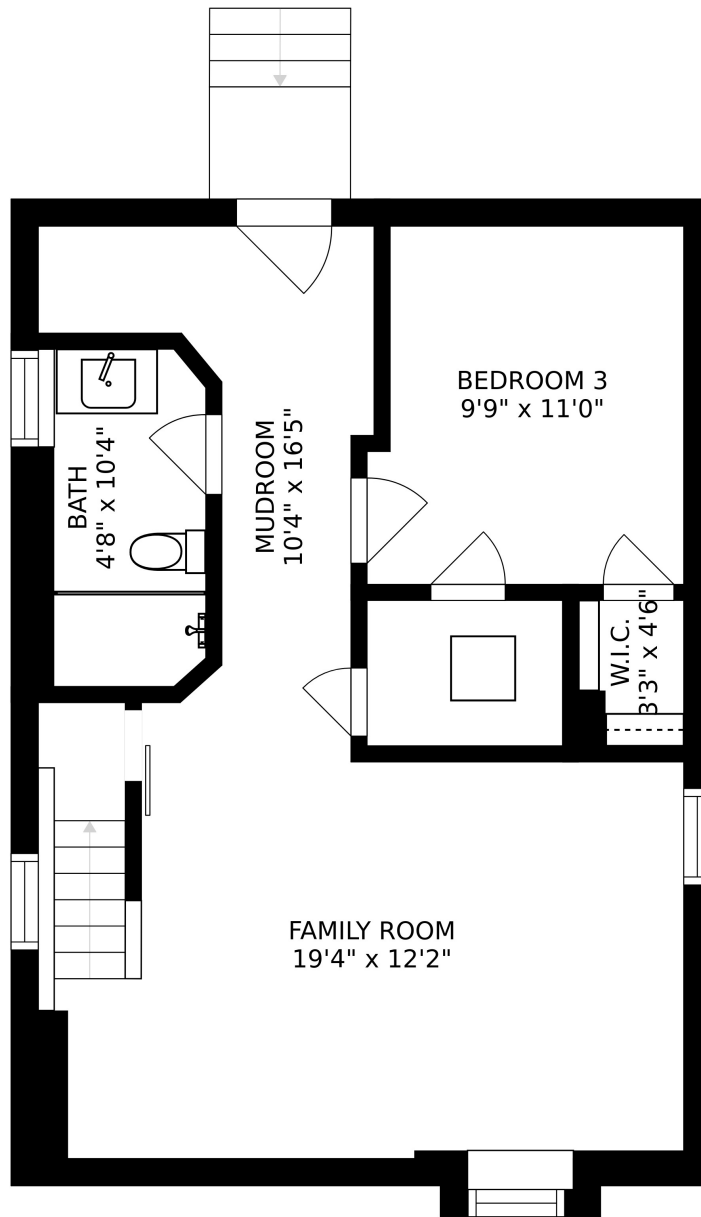 BEDROOM 3
9'9" x 11'0"
MUDROOM
10'4" x 16'5"
BATH
4'8" x 10'4"
W.I.C.
3'3" x 4'6"
FAMILY ROOM
19'4" x 12'2"